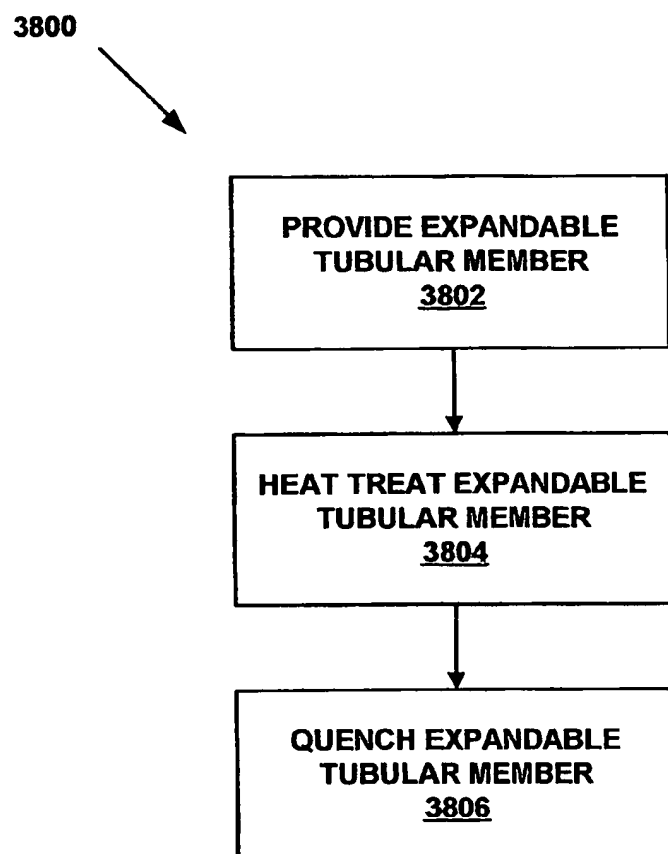 3800
PROVIDE EXPANDABLE
TUBULAR MEMBER
3802
HEAT TREAT EXPANDABLE
TUBULAR MEMBER
3804
QUENCH EXPANDABLE
TUBULAR MEMBER
3806